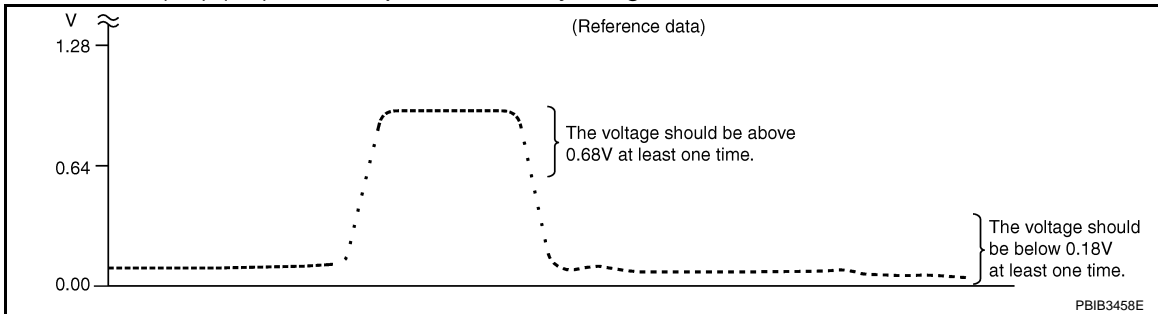 V
(Reference data)
1.28
The voltage should be above
0.68V at least one time.
0.64
The voltage should
be below 0.18V
at least one time.
0.00
PBIB3458E